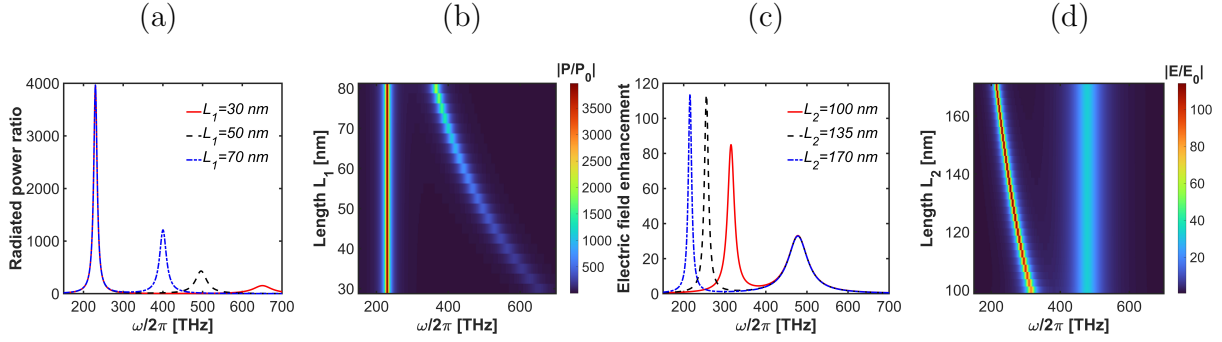 (a) (b) (c) (d)
Radiated power ratio
4000
3000
2000
1000
0
200 300 400 500 600 700
ω/2π [THz]
L1=30 nm
L1=50 nm
L1=70 nm
Length L1 [nm]
80
70
60
50
40
30
200 400 600
ω/2π [THz]
|P/P0|
3500
3000
2500
2000
1500
1000
500
Electric field enhancement
120
100
80
60
40
20
0
200 300 400 500 600 700
ω/2π [THz]
L2=100 nm
L2=135 nm
L2=170 nm
Length L2 [nm]
160
140
120
100
200 400 600
ω/2π [THz]
|E/E0|
100
80
60
40
20